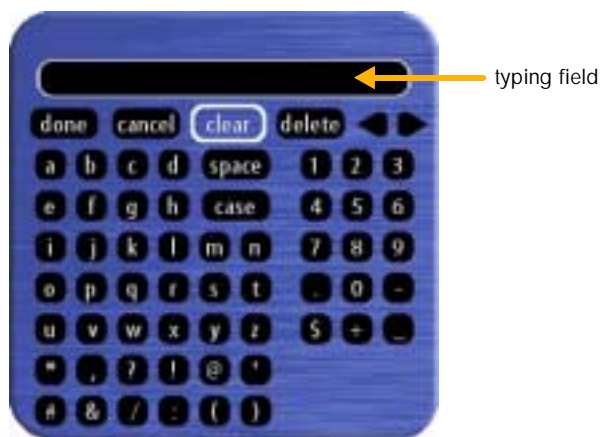 typing field
done cancel clear delete
a b c d space 1 2 3
e f g h case 4 5 6
i j k l m n 7 8 9
o p q r s t . 0 -
u v w x y z $ + _
" , ? ! @ '
# & / : ( )